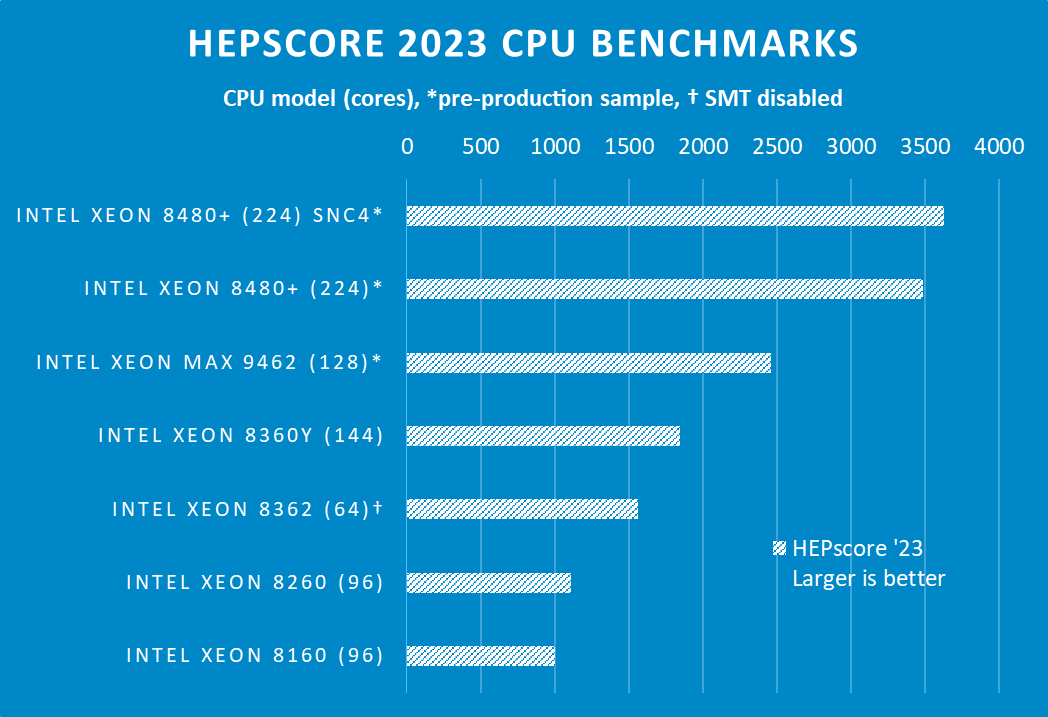 HEPSCORE 2023 CPU BENCHMARKS
CPU model (cores), *pre-production sample, † SMT disabled
0 500 1000 1500 2000 2500 3000 3500 4000
INTEL XEON 8480+ (224) SNC4*
INTEL XEON 8480+ (224)*
INTEL XEON MAX 9462 (128)*
INTEL XEON 8360Y (144)
INTEL XEON 8362 (64)†
HEPscore '23
Larger is better
INTEL XEON 8260 (96)
INTEL XEON 8160 (96)